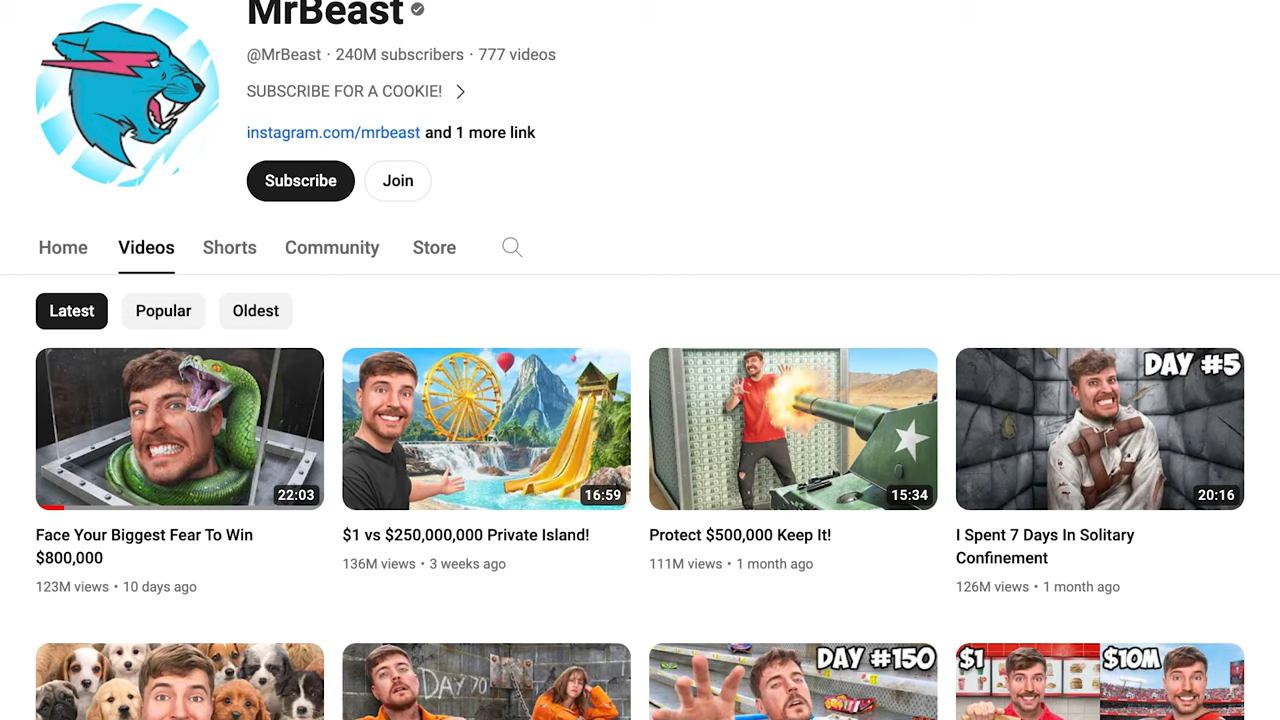 MrBeast
@MrBeast · 240M subscribers · 777 videos
SUBSCRIBE FOR A COOKIE!
instagram.com/mrbeast and 1 more link
Subscribe Join
Home Videos Shorts Community Store
Latest Popular Oldest
DAY #5
22:03 16:59 15:34 20:16
Face Your Biggest Fear To Win
$800,000
123M views • 10 days ago
$1 vs $250,000,000 Private Island!
136M views • 3 weeks ago
Protect $500,000 Keep It!
111M views • 1 month ago
I Spent 7 Days In Solitary
Confinement
126M views • 1 month ago
DAY 70
DAY #150
$1 $10M